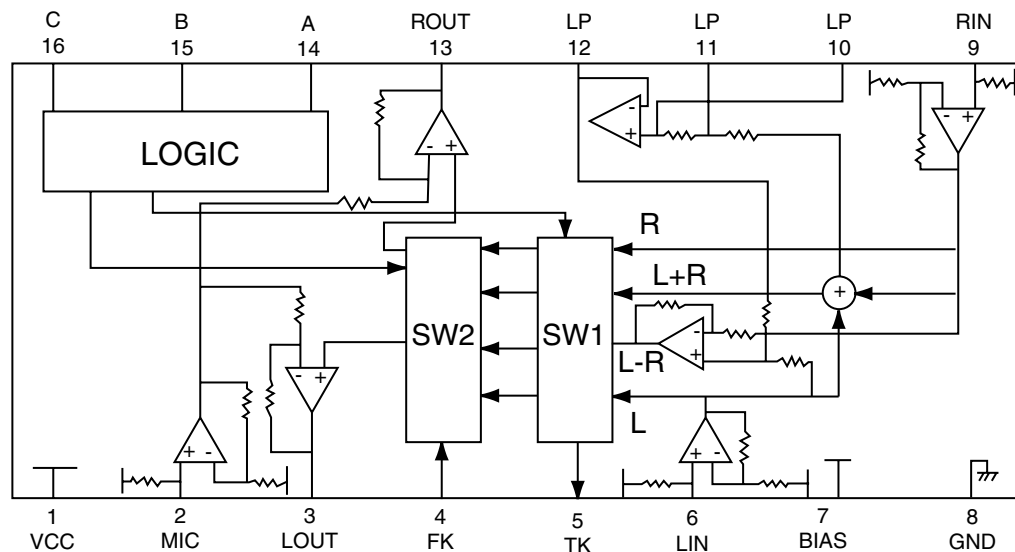 C B A ROUT LP LP LP RIN
16 15 14 13 12 11 10 9
LOGIC
- +
- +
- +
R
L+R
+
SW2 SW1
- +
- +
L-R
L
+ -
+ -
1 2 3 4 5 6 7 8
VCC MIC LOUT FK TK LIN BIAS GND